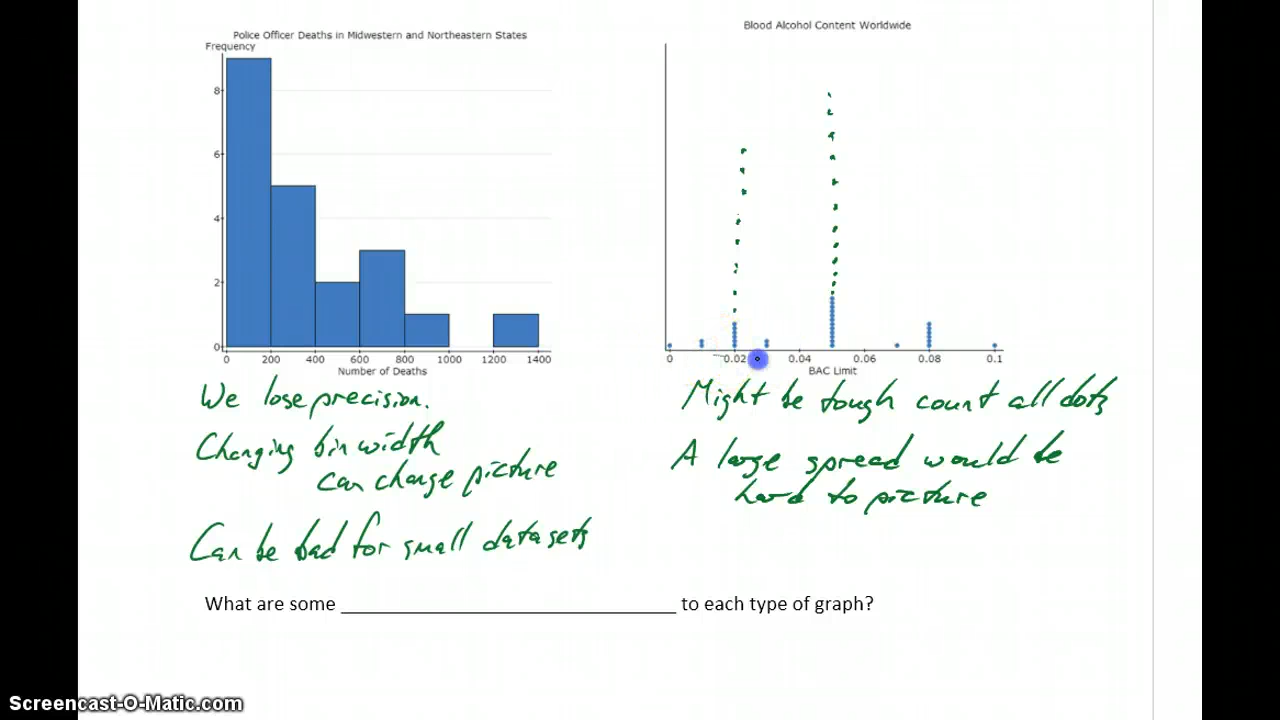 Police Officer Deaths in Midwestern and Northeastern States
Frequency
8
6
4
2
0
0 200 400 600 800 1000 1200 1400
Number of Deaths
Blood Alcohol Content Worldwide
0 0.02 0.04 0.06 0.08 0.1
BAC Limit
We lose precision.
Changing bin width
can change picture
Can be bad for small datasets
Might be tough count all dots
A large spread would be
hard to picture
What are some ______________________________ to each type of graph?
Screencast-O-Matic.com